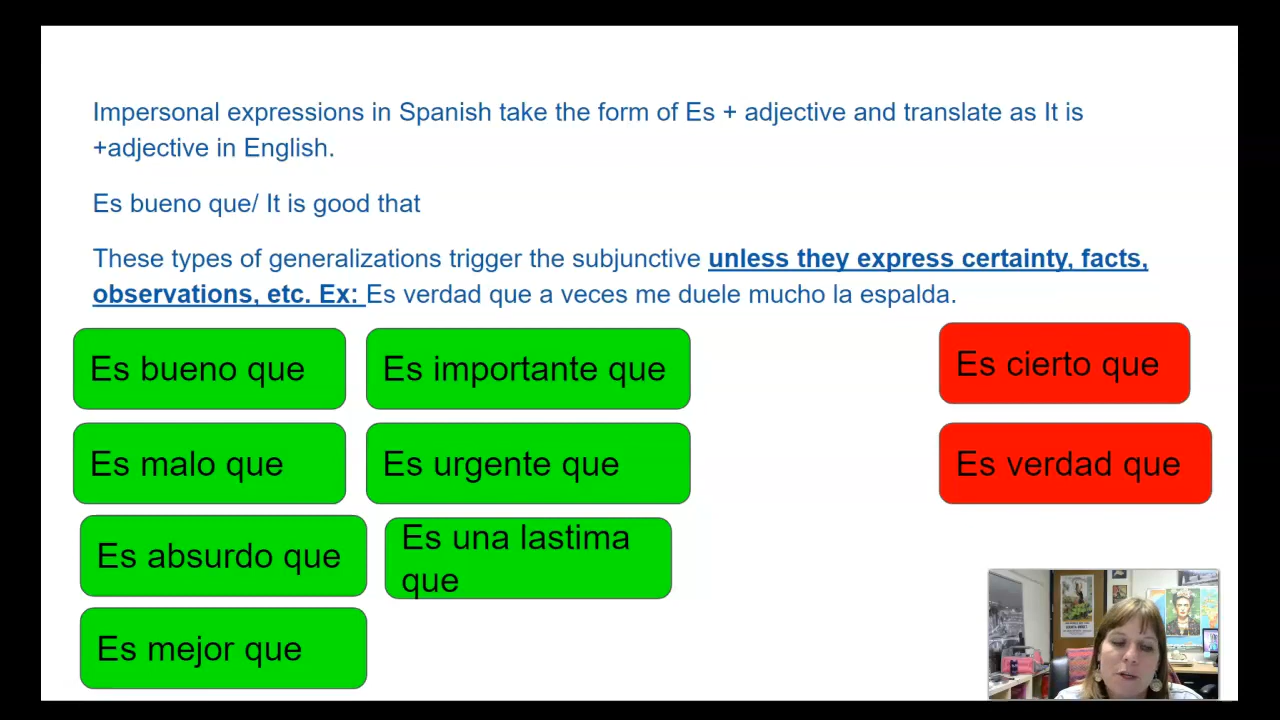 Impersonal expressions in Spanish take the form of Es + adjective and translate as It is
+adjective in English.
Es bueno que/ It is good that
These types of generalizations trigger the subjunctive unless they express certainty, facts,
observations, etc. Ex: Es verdad que a veces me duele mucho la espalda.
Es bueno que
Es importante que
Es cierto que
Es malo que
Es urgente que
Es verdad que
Es absurdo que
Es una lastima
que
Es mejor que